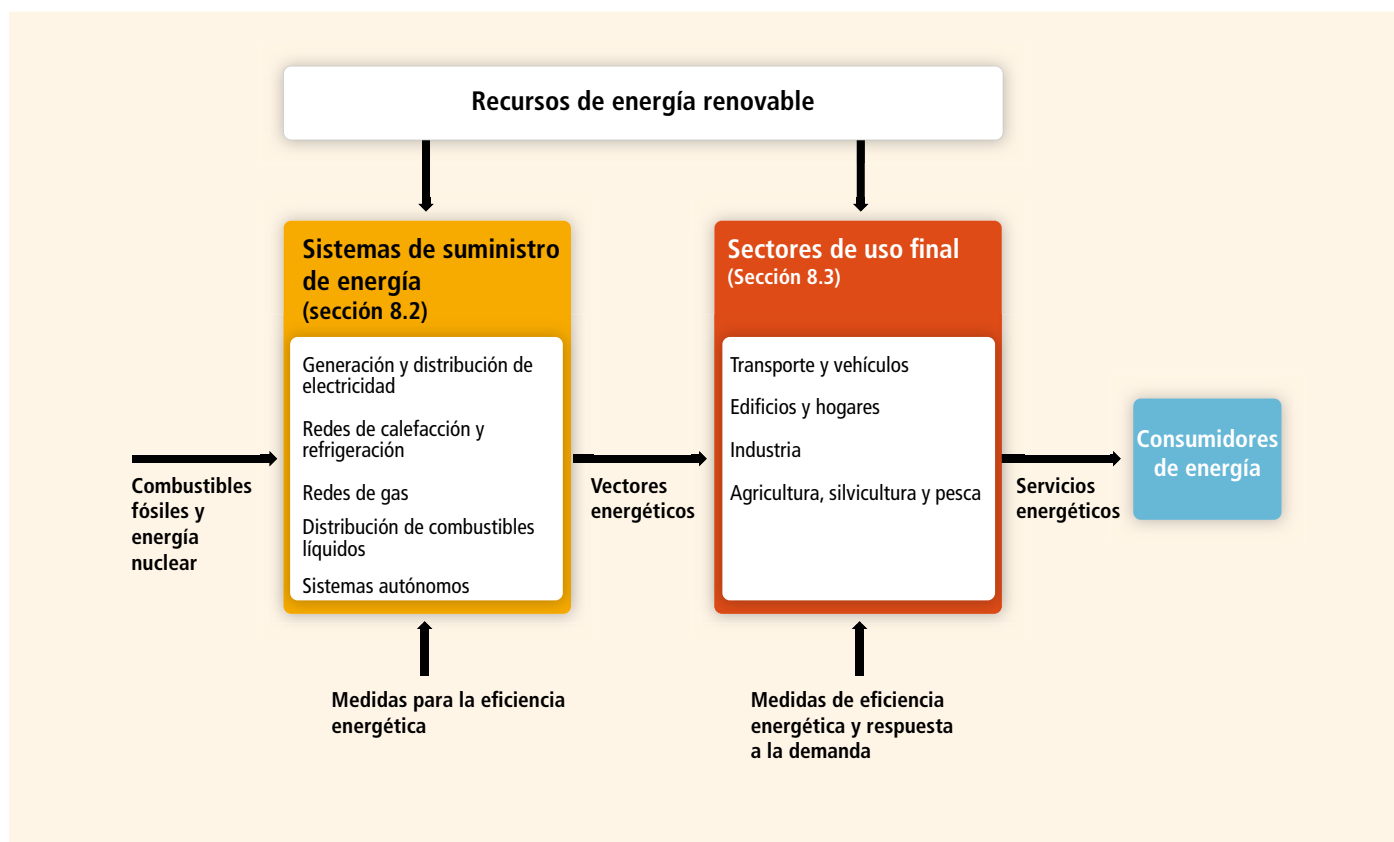 Recursos de energía renovable
Sistemas de suministro
de energía
(sección 8.2)
Generación y distribución de
electricidad
Redes de calefacción y
refrigeración
Redes de gas
Distribución de combustibles
líquidos
Sistemas autónomos
Sectores de uso final
(Sección 8.3)
Transporte y vehículos
Edificios y hogares
Industria
Agricultura, silvicultura y pesca
Consumidores
de energía
Combustibles
fósiles y
energía
nuclear
Vectores
energéticos
Servicios
energéticos
Medidas para la eficiencia
energética
Medidas de eficiencia
energética y respuesta
a la demanda